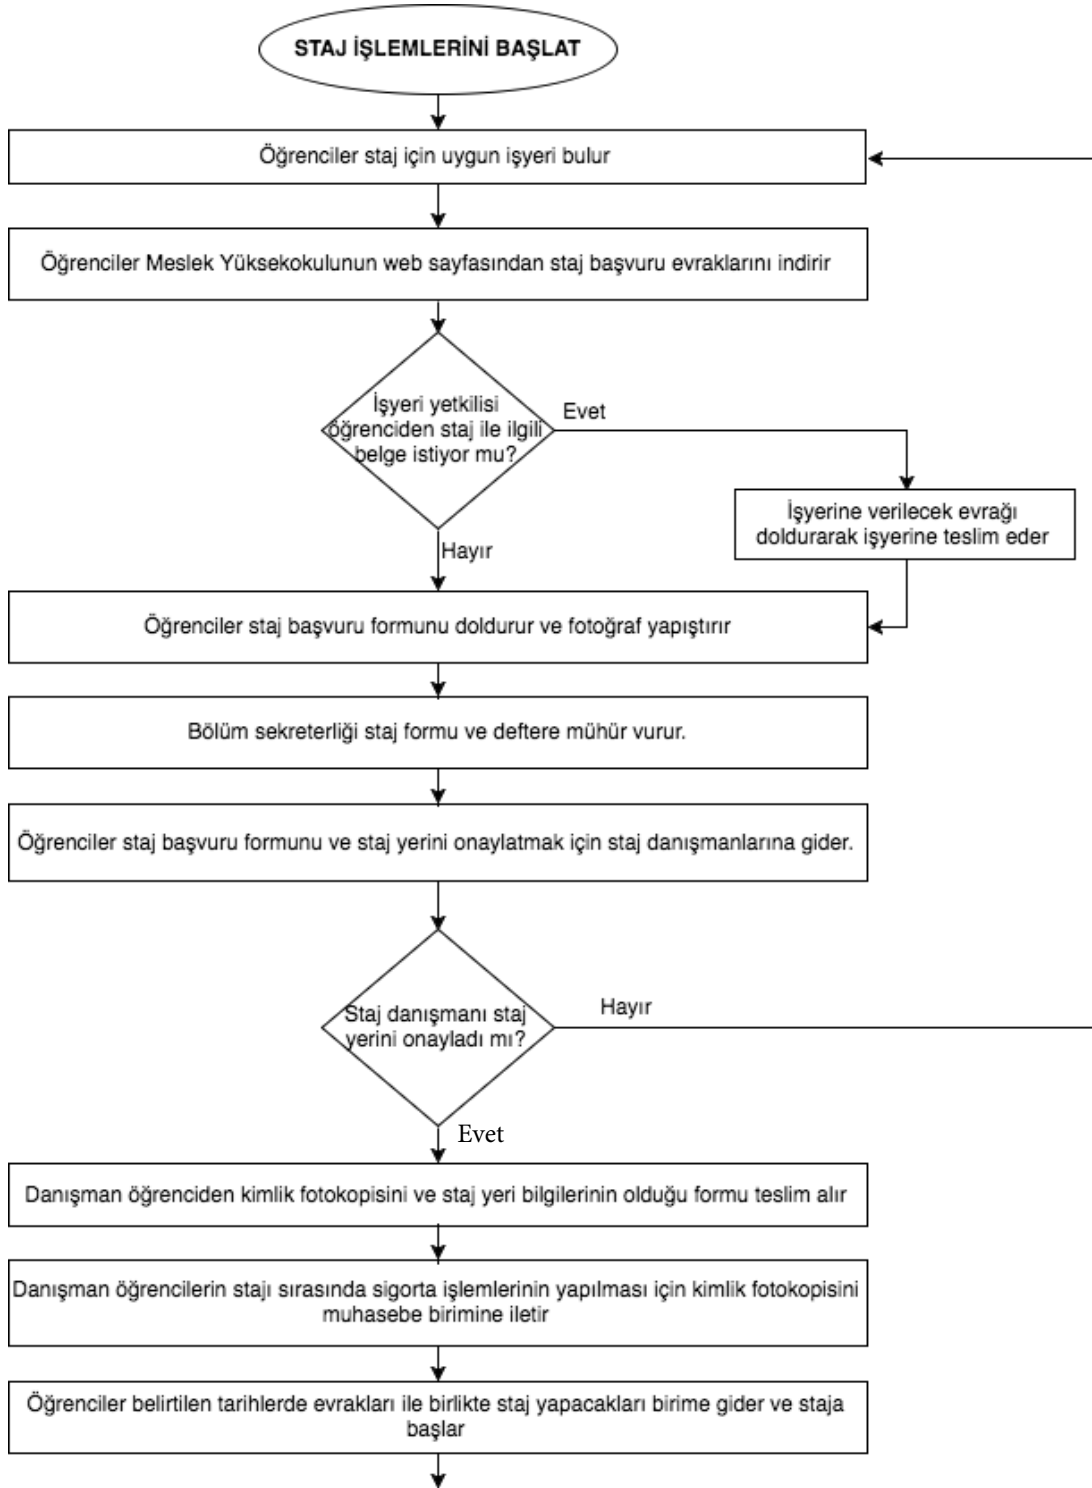 STAJ İŞLEMLERİNİ BAŞLAT
Öğrenciler staj için uygun işyeri bulur
Öğrenciler Meslek Yüksekokulunun web sayfasından staj başvuru evraklarını indirir
İşyeri yetkilisi
öğrenciden staj ile ilgili
belge istiyor mu?
Evet
İşyerine verilecek evrağı
doldurarak işyerine teslim eder
Hayır
Öğrenciler staj başvuru formunu doldurur ve fotoğraf yapıştırır
Bölüm sekreterliği staj formu ve deftere mühür vurur.
Öğrenciler staj başvuru formunu ve staj yerini onaylatmak için staj danışmanlarına gider.
Staj danışmanı staj
yerini onayladı mı?
Hayır
Evet
Danışman öğrenciden kimlik fotokopisini ve staj yeri bilgilerinin olduğu formu teslim alır
Danışman öğrencilerin stajı sırasında sigorta işlemlerinin yapılması için kimlik fotokopisini
muhasebe birimine iletir
Öğrenciler belirtilen tarihlerde evrakları ile birlikte staj yapacakları birime gider ve staja
başlar